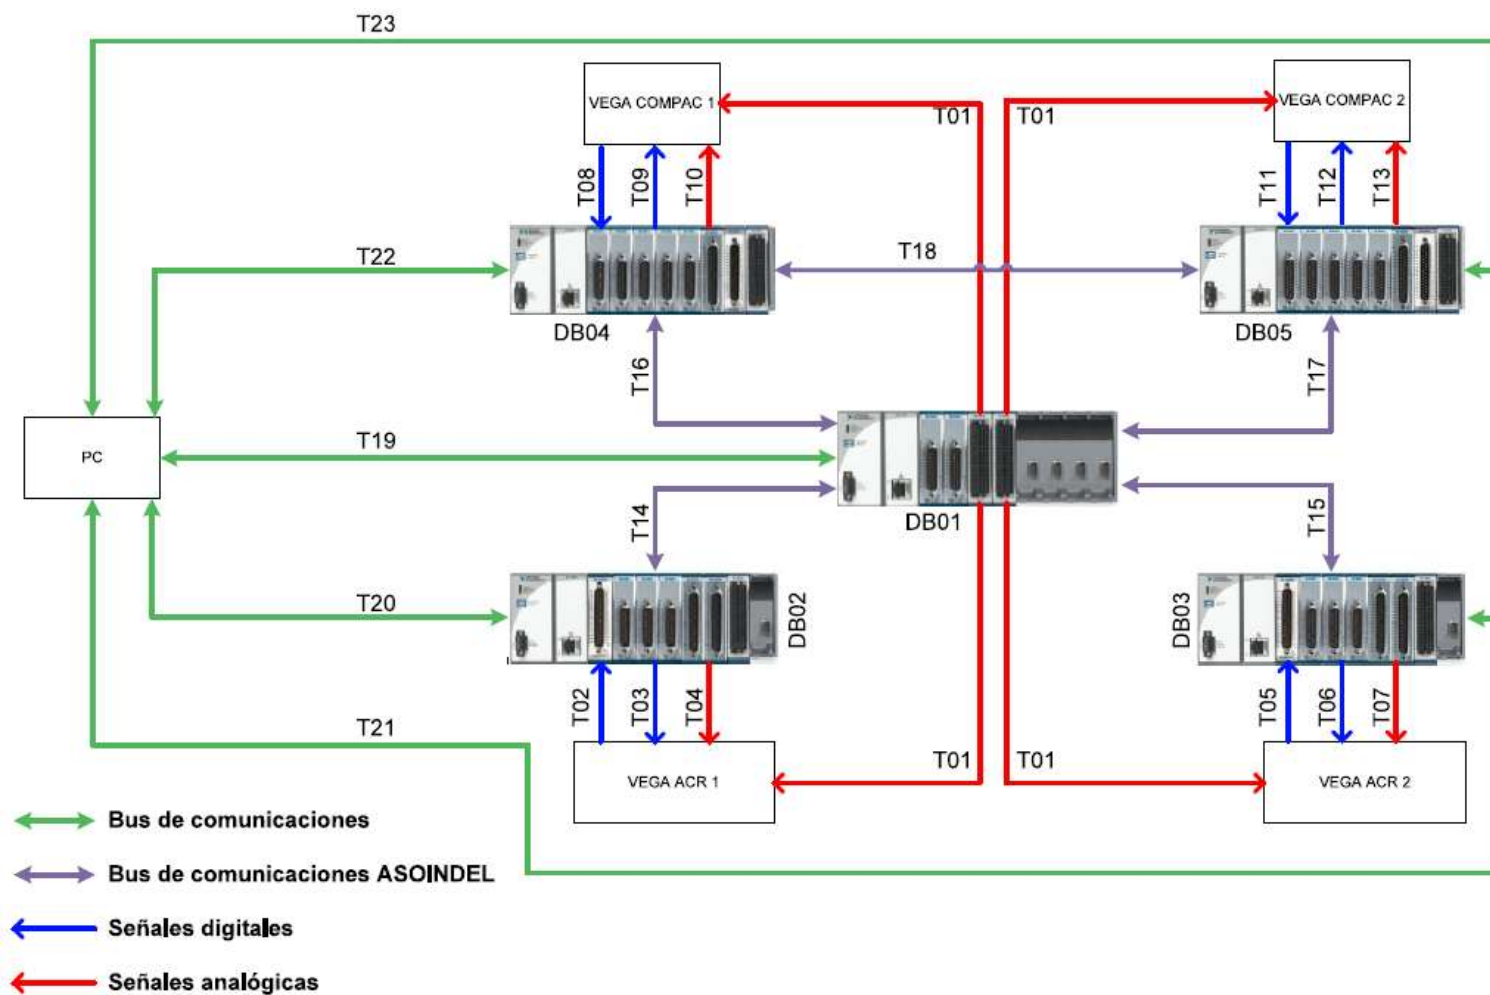 T23
VEGA COMPAC 1
T01
T01
VEGA COMPAC 2
T08
T09
T10
T11
T12
T13
T22
T18
DB04
DB05
T16
T17
PC
T19
DB01
T14
T15
T20
DB02
DB03
T02
T03
T04
T05
T06
T07
T21
T01
T01
VEGA ACR 1
VEGA ACR 2
Bus de comunicaciones
Bus de comunicaciones ASOINDEL
Señales digitales
Señales analógicas